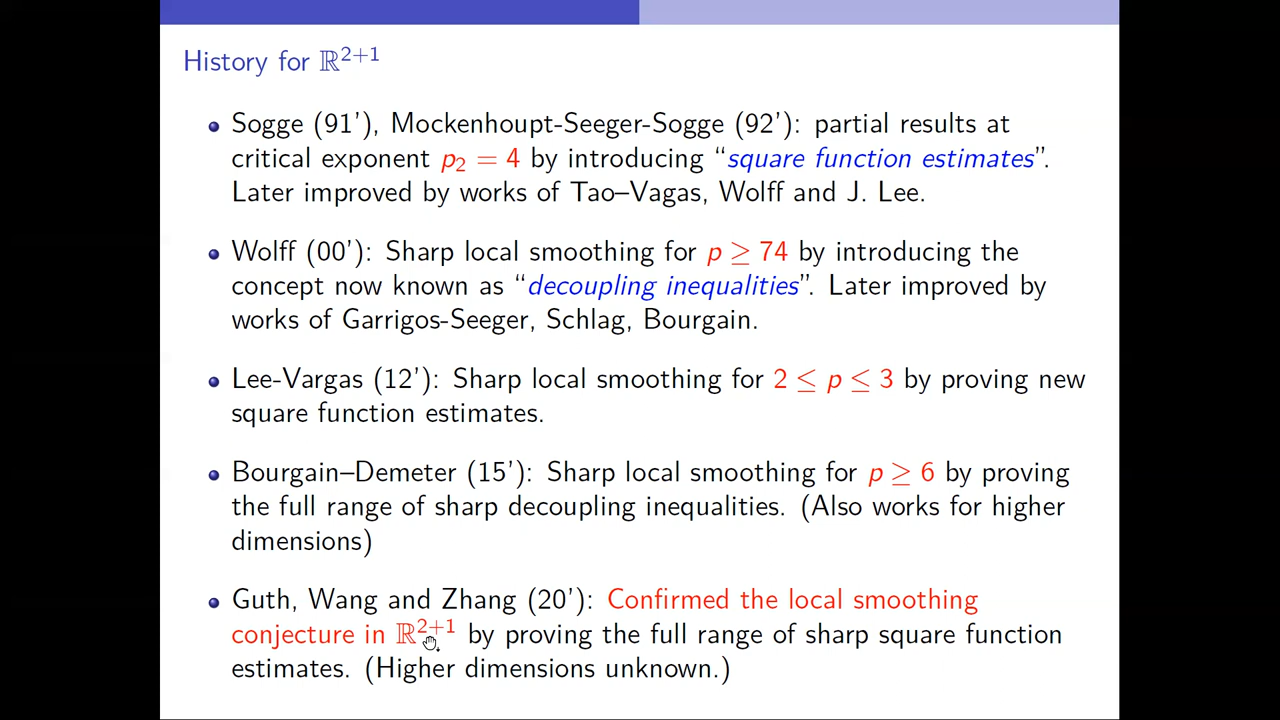 History for ℝ²⁺¹
Sogge (91’), Mockenhoupt-Seeger-Sogge (92’): partial results at
critical exponent p₂ = 4 by introducing “square function estimates”.
Later improved by works of Tao–Vagas, Wolff and J. Lee.
Wolff (00’): Sharp local smoothing for p ≥ 74 by introducing the
concept now known as “decoupling inequalities”. Later improved by
works of Garrigos-Seeger, Schlag, Bourgain.
Lee-Vargas (12’): Sharp local smoothing for 2 ≤ p ≤ 3 by proving new
square function estimates.
Bourgain–Demeter (15’): Sharp local smoothing for p ≥ 6 by proving
the full range of sharp decoupling inequalities. (Also works for higher
dimensions)
Guth, Wang and Zhang (20’): Confirmed the local smoothing
conjecture in ℝ²⁺¹ by proving the full range of sharp square function
estimates. (Higher dimensions unknown.)